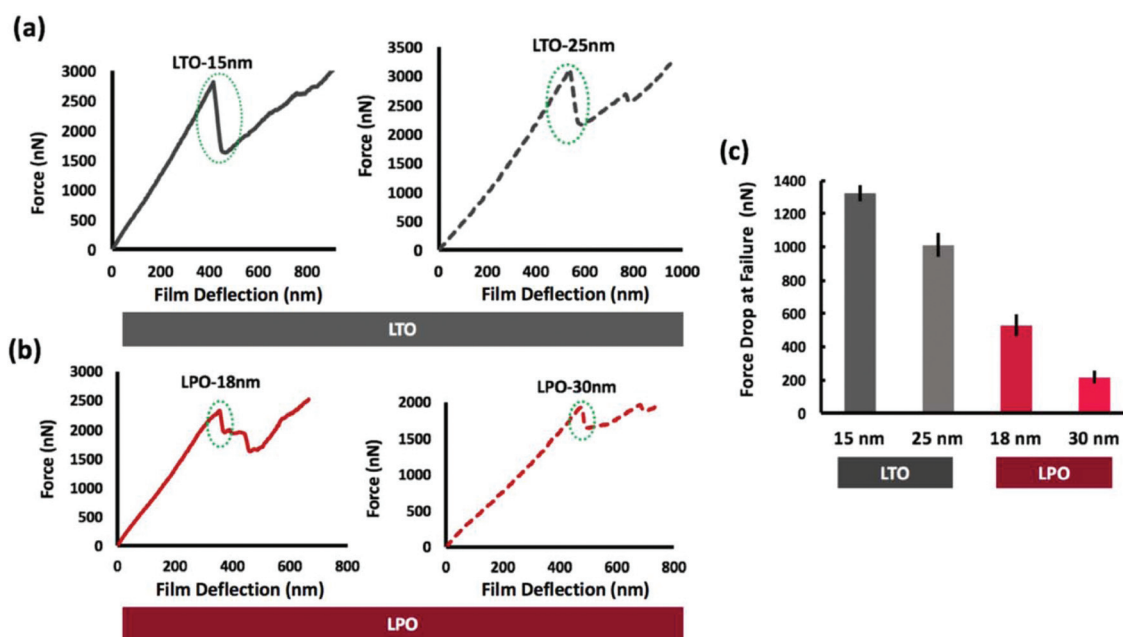 (a)
LTO-15nm
3000
2500
2000
1500
1000
500
0
Force (nN)
0 200 400 600 800
Film Deflection (nm)
LTO-25nm
3500
3000
2500
2000
1500
1000
500
0
Force (nN)
0 200 400 600 800 1000
Film Deflection (nm)
LTO
(b)
LPO-18nm
3000
2500
2000
1500
1000
500
0
Force (nN)
0 200 400 600 800
Film Deflection (nm)
LPO-30nm
2000
1500
1000
500
0
Force (nN)
0 200 400 600 800
Film Deflection (nm)
LPO
(c)
1400
1200
1000
800
600
400
200
0
Force Drop at Failure (nN)
15 nm 25 nm 18 nm 30 nm
LTO LPO